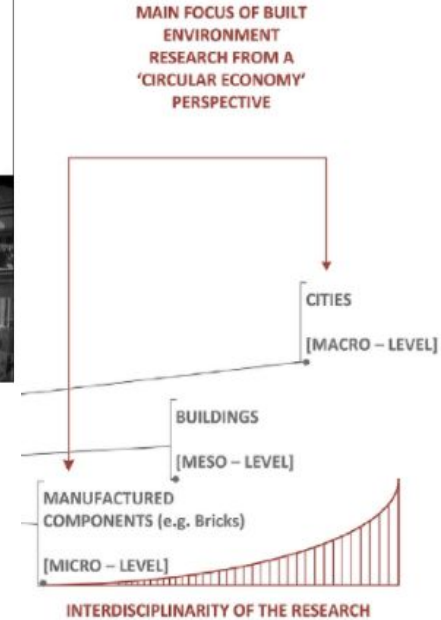 MAIN FOCUS OF BUILT
ENVIRONMENT
RESEARCH FROM A
‘CIRCULAR ECONOMY’
PERSPECTIVE
CITIES
[MACRO – LEVEL]
BUILDINGS
[MESO – LEVEL]
MANUFACTURED
COMPONENTS (e.g. Bricks)
[MICRO – LEVEL]
INTERDISCIPLINARITY OF THE RESEARCH